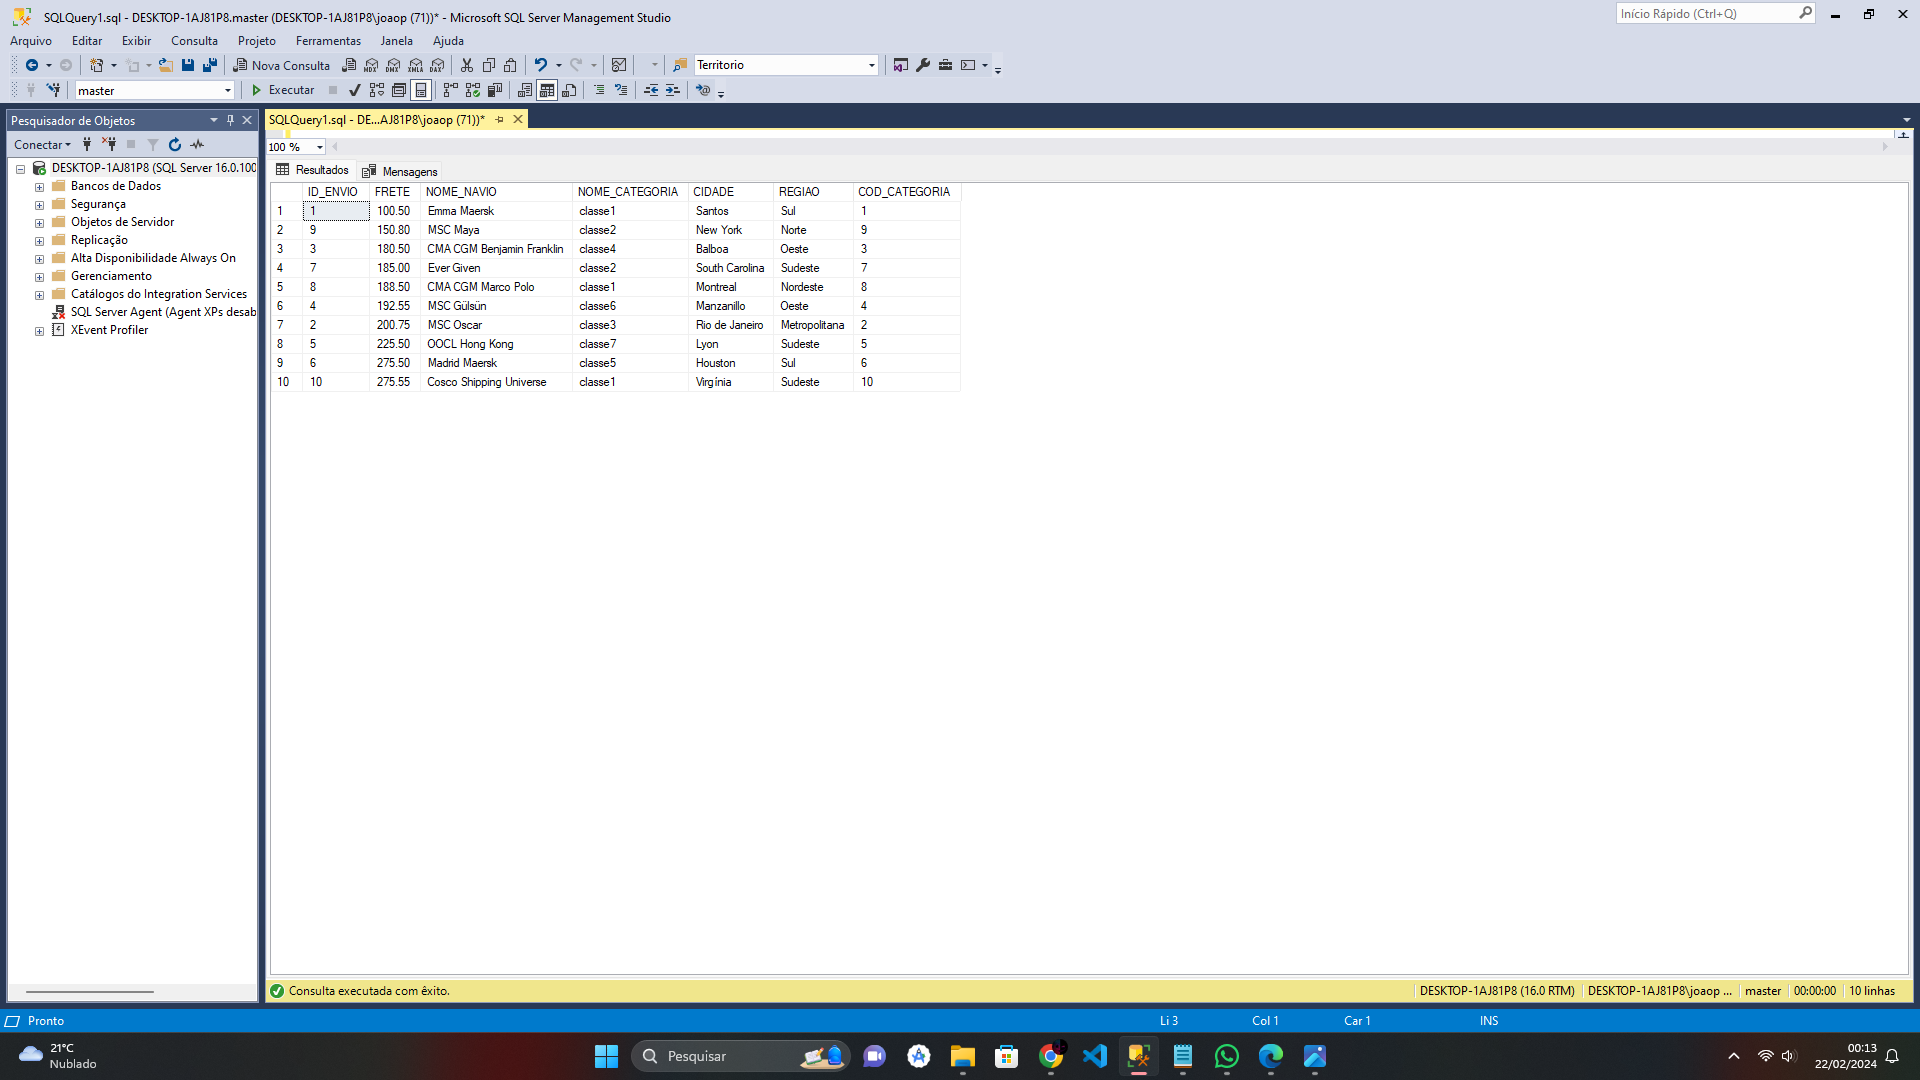 SQLQuery1.sql - DESKTOP-1AJ81P8.master (DESKTOP-1AJ81P8\joaop (71))* - Microsoft SQL Server Management Studio
Início Rápido (Ctrl+Q)
Arquivo Editar Exibir Consulta Projeto Ferramentas Janela Ajuda
Nova Consulta MDX DMX XMLA DAX Territorio
master Executar
Pesquisador de Objetos
SQLQuery1.sql - DE...AJ81P8\joaop (71))*
Conectar
100 %
DESKTOP-1AJ81P8 (SQL Server 16.0.100
Bancos de Dados
Segurança
Objetos de Servidor
Replicação
Alta Disponibilidade Always On
Gerenciamento
Catálogos do Integration Services
SQL Server Agent (Agent XPs desab
XEvent Profiler
Resultados Mensagens
ID_ENVIO FRETE NOME_NAVIO NOME_CATEGORIA CIDADE REGIAO COD_CATEGORIA
1 1 100.50 Emma Maersk classe1 Santos Sul 1
2 9 150.80 MSC Maya classe2 New York Norte 9
3 3 180.50 CMA CGM Benjamin Franklin classe4 Balboa Oeste 3
4 7 185.00 Ever Given classe2 South Carolina Sudeste 7
5 8 188.50 CMA CGM Marco Polo classe1 Montreal Nordeste 8
6 4 192.55 MSC Gülsün classe6 Manzanillo Oeste 4
7 2 200.75 MSC Oscar classe3 Rio de Janeiro Metropolitana 2
8 5 225.50 OOCL Hong Kong classe7 Lyon Sudeste 5
9 6 275.50 Madrid Maersk classe5 Houston Sul 6
10 10 275.55 Cosco Shipping Universe classe1 Virgínia Sudeste 10
Consulta executada com êxito.
DESKTOP-1AJ81P8 (16.0 RTM) DESKTOP-1AJ81P8\joaop ... master 00:00:00 10 linhas
Pronto Li 3 Col 1 Car 1 INS
21°C
Nublado
Pesquisar
00:13
22/02/2024